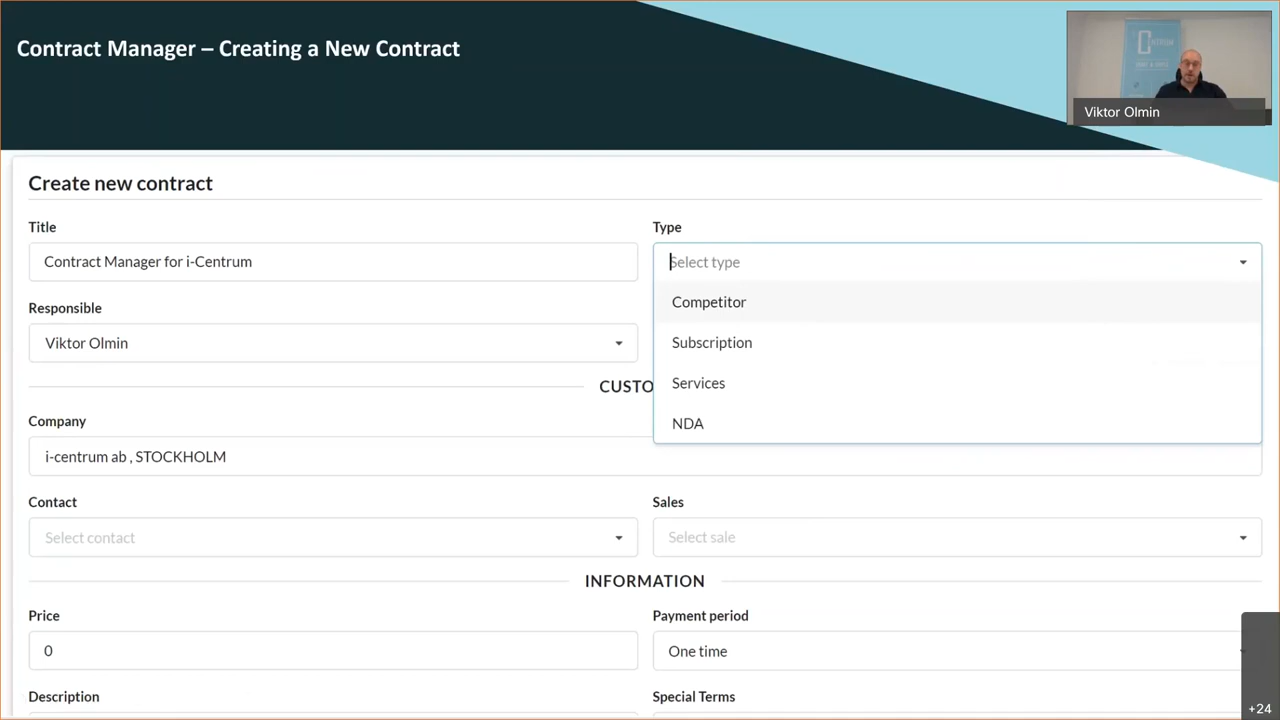 Contract Manager – Creating a New Contract
Viktor Olmin
Create new contract
Title
Type
Contract Manager for i-Centrum
Select type
Competitor
Responsible
Viktor Olmin
Subscription
Services
CUSTO
NDA
Company
i-centrum ab , STOCKHOLM
Contact
Sales
Select contact
Select sale
INFORMATION
Price
Payment period
0
One time
Description
Special Terms
+24